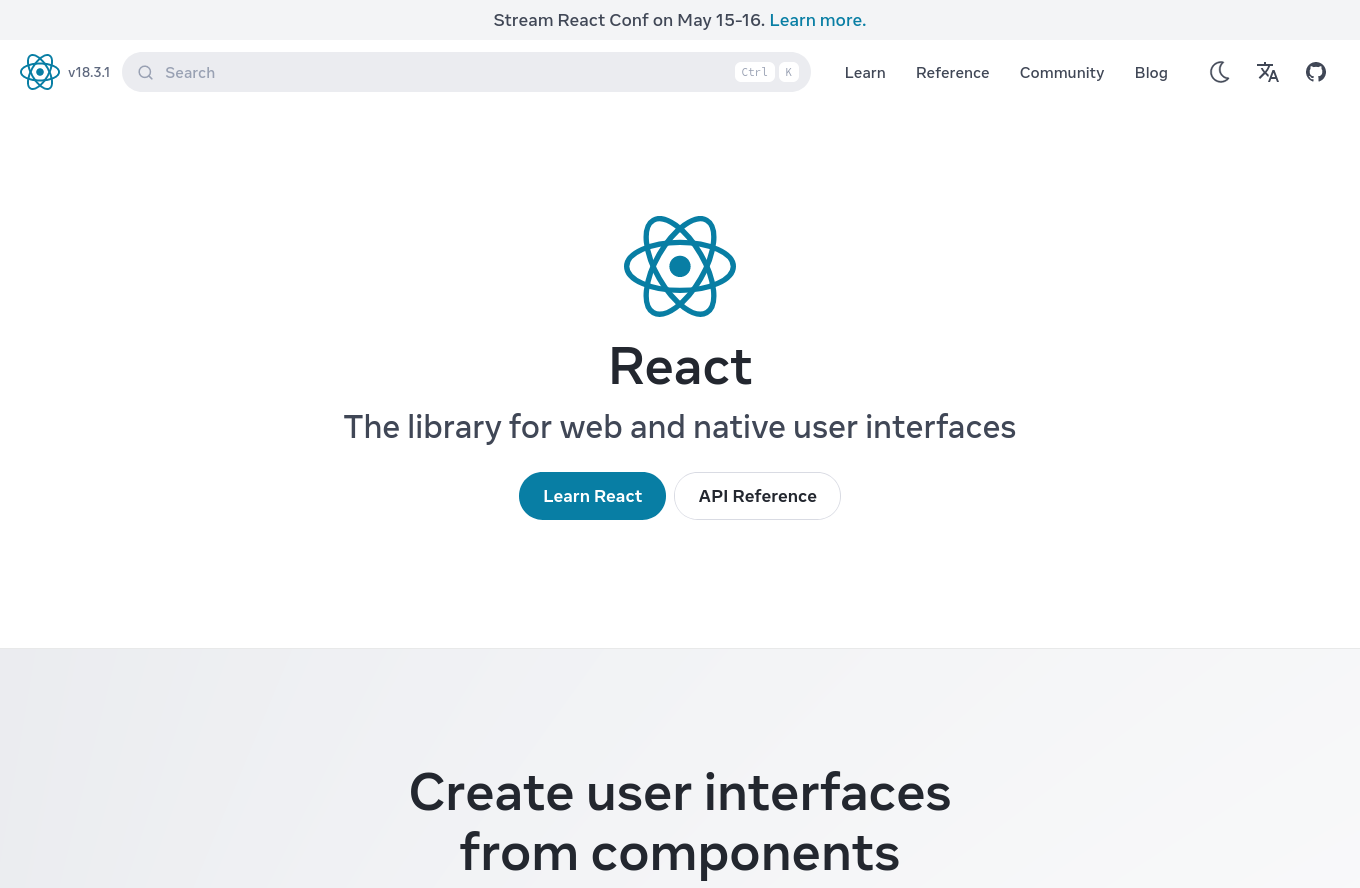 Stream React Conf on May 15-16. Learn more.
v18.3.1
Search
Ctrl K
Learn Reference Community Blog
React
The library for web and native user interfaces
Learn React
API Reference
Create user interfaces
from components